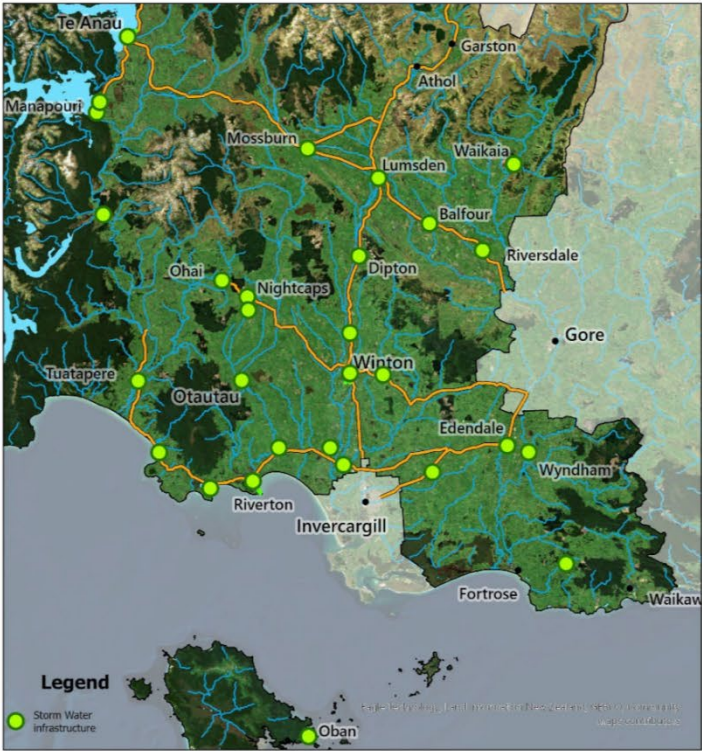 Te Anau
Garston
Athol
Manapouri
Mossburn
Waikaia
Lumsden
Balfour
Riversdale
Dipton
Ohai
Nightcaps
Gore
Winton
Tuatapere
Otautau
Edendale
Wyndham
Riverton
Invercargill
Fortrose
Waikaw
Legend
Storm Water
infrastructure
Oban